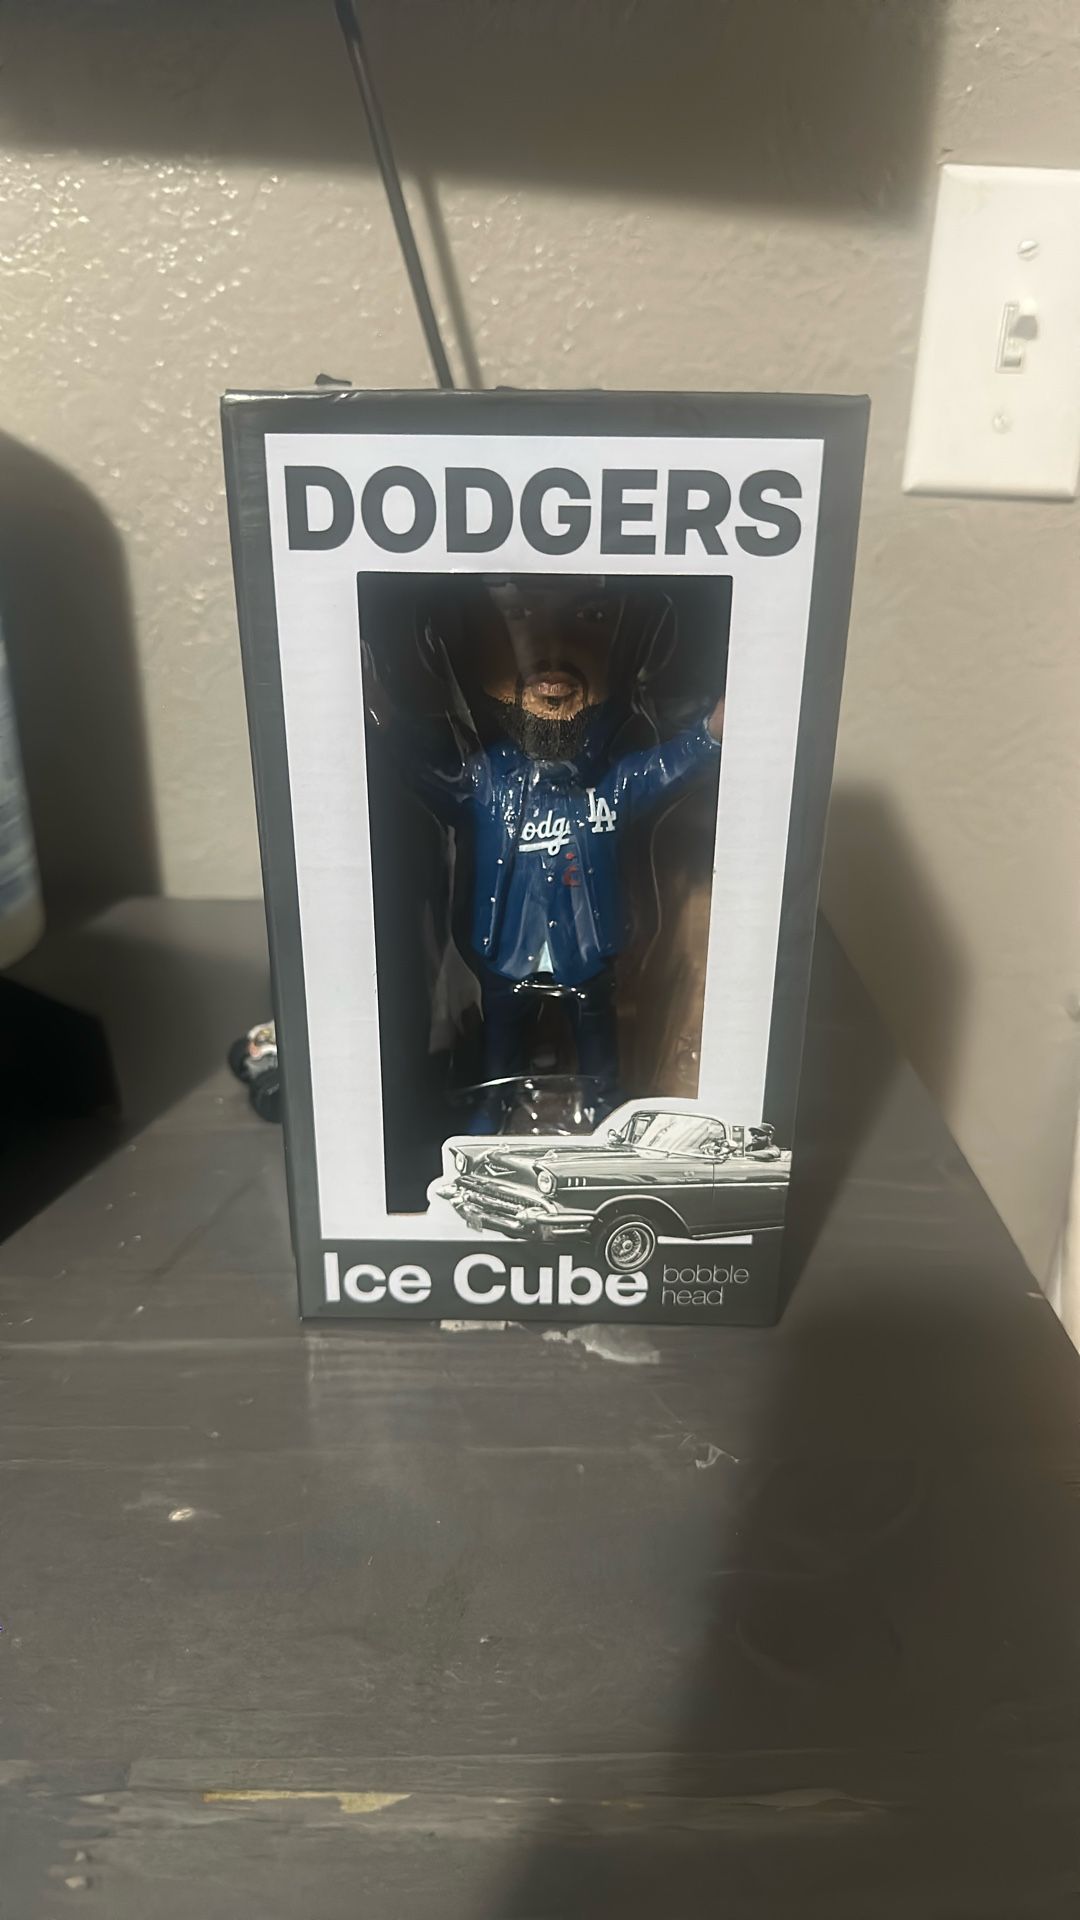 DODGERS
LA
odg
Ice Cube
bobble
head